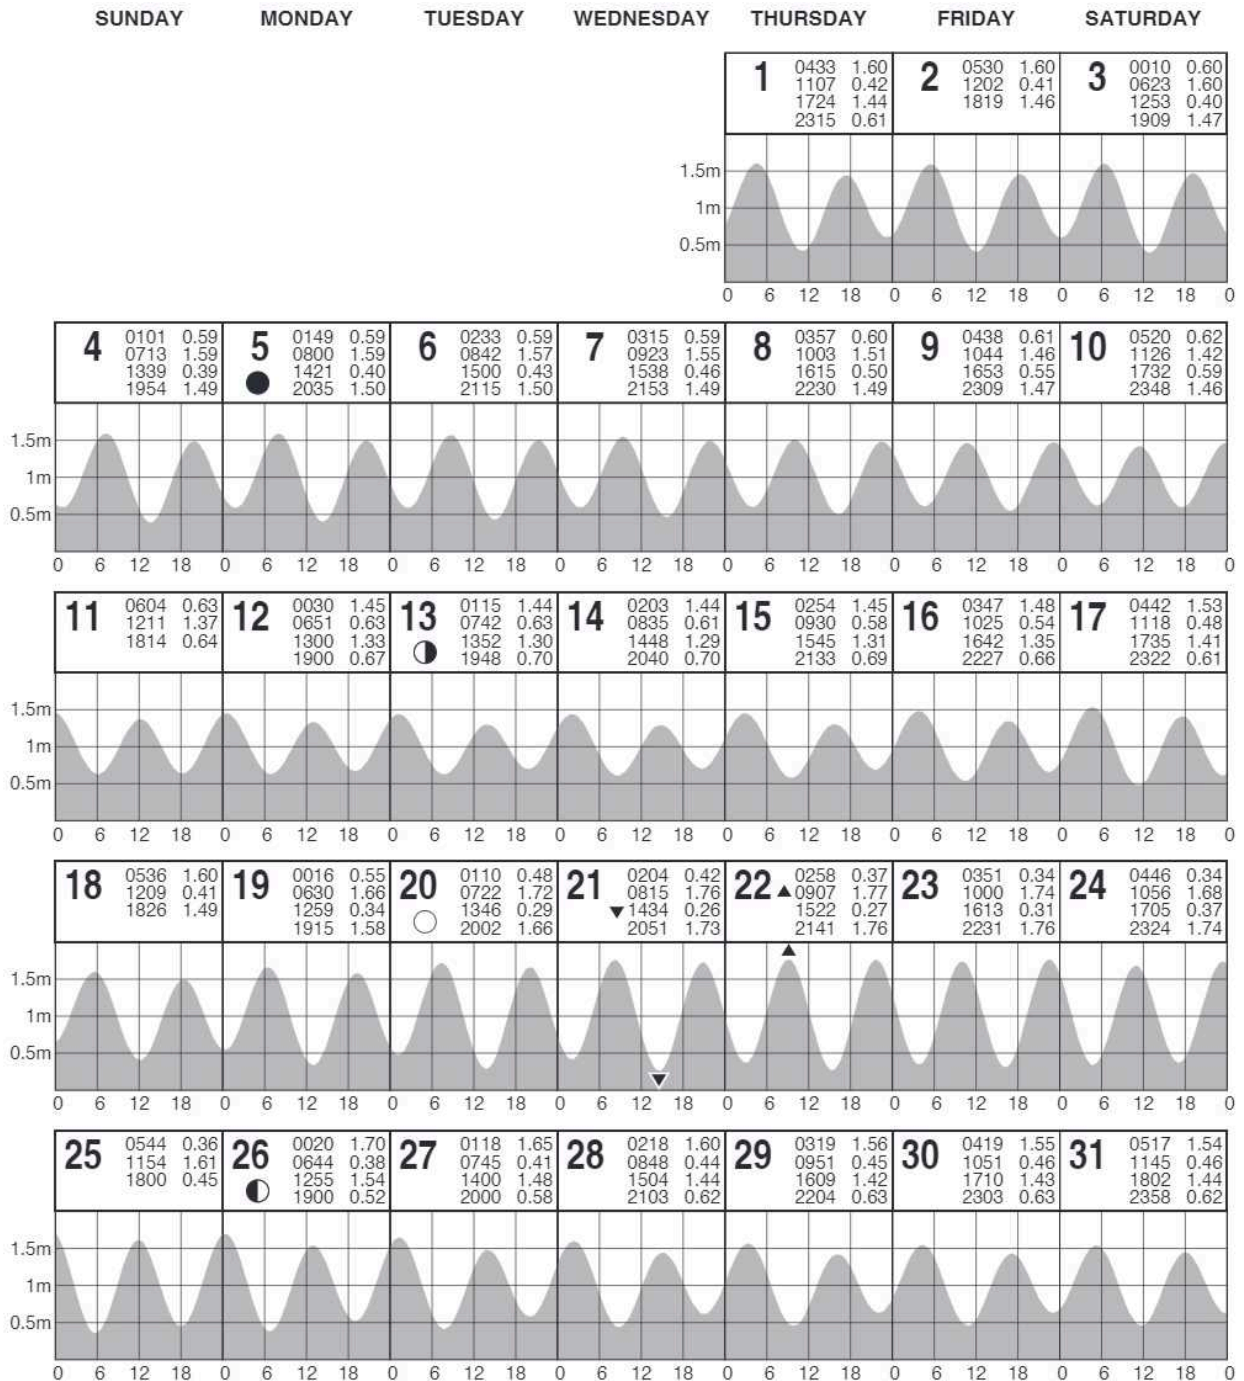 SUNDAY MONDAY TUESDAY WEDNESDAY THURSDAY FRIDAY SATURDAY
1 0433 1.60 2 0530 1.60 3 0010 0.60
1107 0.42 1202 0.41 0623 1.60
1724 1.44 1819 1.46 1253 0.40
2315 0.61 1909 1.47
1.5m
1m
0.5m
0 6 12 18 0 6 12 18 0 6 12 18 0
4 0101 0.59 5 0149 0.59 6 0233 0.59 7 0315 0.59 8 0357 0.60 9 0438 0.61 10 0520 0.62
0713 1.59 0800 1.59 0842 1.57 0923 1.55 1003 1.51 1044 1.46 1126 1.42
1339 0.39 1421 0.40 1500 0.43 1538 0.46 1615 0.50 1653 0.55 1732 0.59
1954 1.49 2035 1.50 2115 1.50 2153 1.49 2230 1.49 2309 1.47 2348 1.46
1.5m
1m
0.5m
0 6 12 18 0 6 12 18 0 6 12 18 0 6 12 18 0 6 12 18 0 6 12 18 0 6 12 18 0
11 0604 0.63 12 0030 1.45 13 0115 1.44 14 0203 1.44 15 0254 1.45 16 0347 1.48 17 0442 1.53
1211 1.37 0651 0.63 0742 0.63 0835 0.61 0930 0.58 1025 0.54 1118 0.48
1814 0.64 1300 1.33 1352 1.30 1448 1.29 1545 1.31 1642 1.35 1735 1.41
1900 0.67 1948 0.70 2040 0.70 2133 0.69 2227 0.66 2322 0.61
1.5m
1m
0.5m
0 6 12 18 0 6 12 18 0 6 12 18 0 6 12 18 0 6 12 18 0 6 12 18 0 6 12 18 0
18 0536 1.60 19 0016 0.55 20 0110 0.48 21 0204 0.42 22 0258 0.37 23 0351 0.34 24 0446 0.34
1209 0.41 0630 1.66 0722 1.72 0815 1.76 ▲0907 1.77 1000 1.74 1056 1.68
1826 1.49 1259 0.34 1346 0.29 ▼1434 0.26 1522 0.27 1613 0.31 1705 0.37
1915 1.58 2002 1.66 2051 1.73 2141 1.76 2231 1.76 2324 1.74
1.5m
1m
0.5m
0 6 12 18 0 6 12 18 0 6 12 18 0 6 12 18 0 6 12 18 0 6 12 18 0 6 12 18 0
25 0544 0.36 26 0020 1.70 27 0118 1.65 28 0218 1.60 29 0319 1.56 30 0419 1.55 31 0517 1.54
1154 1.61 0644 0.38 0745 0.41 0848 0.44 0951 0.45 1051 0.46 1145 0.46
1800 0.45 1255 1.54 1400 1.48 1504 1.44 1609 1.42 1710 1.43 1802 1.44
1900 0.52 2000 0.58 2103 0.62 2204 0.63 2303 0.63 2358 0.62
1.5m
1m
0.5m
0 6 12 18 0 6 12 18 0 6 12 18 0 6 12 18 0 6 12 18 0 6 12 18 0 6 12 18 0